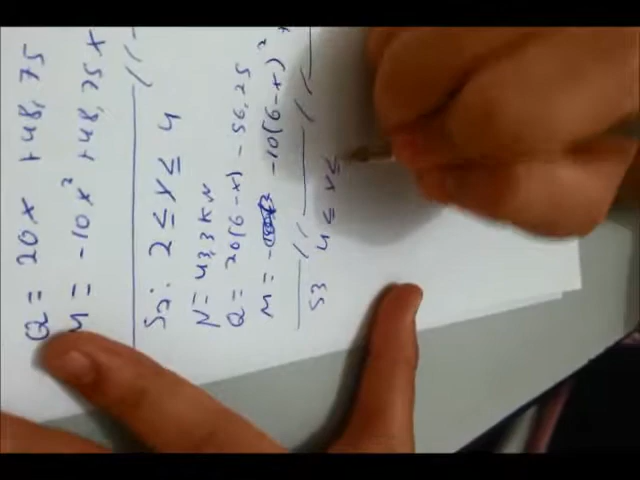 Q = 20x + 48,75
M = -10x² + 48,75x
S2: 2 ≤ x ≤ 4
N = 43,3 KN
Q = 20(6-x) - 56,25
M = -10(6-x)²
S3 4 ≤ x ≤